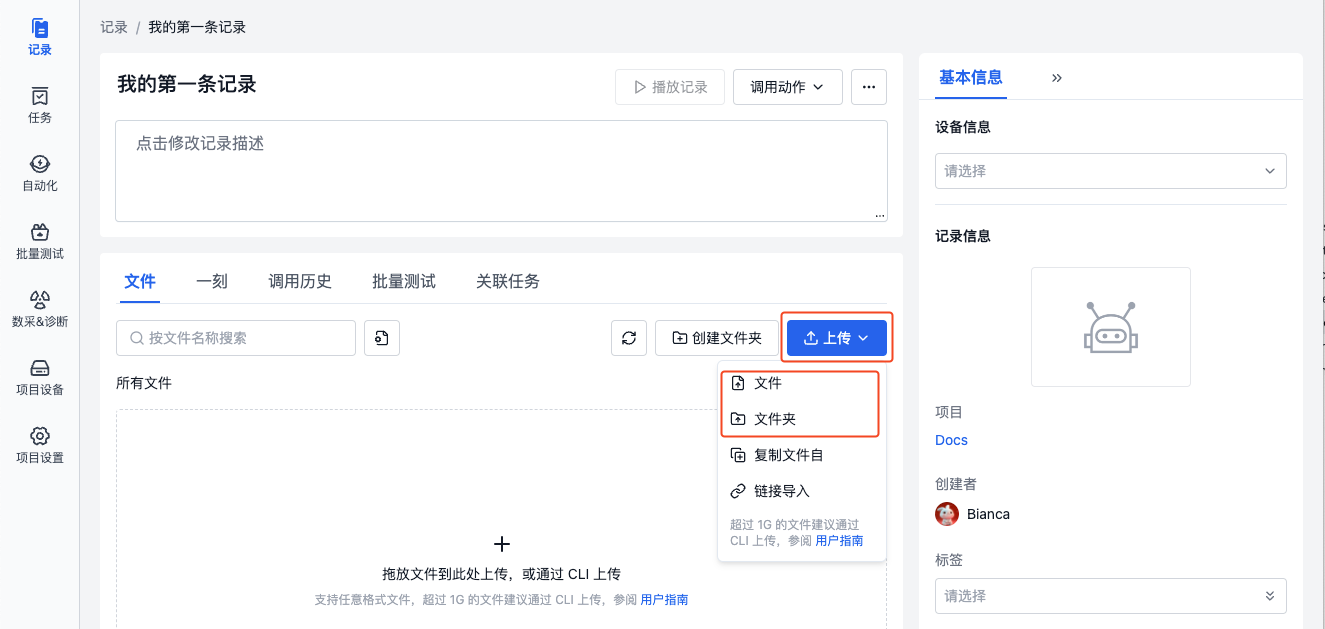 记录
任务
自动化
批量测试
数采&诊断
项目设备
项目设置
记录 / 我的第一条记录
我的第一条记录
播放记录
调用动作
点击修改记录描述
文件
一刻
调用历史
批量测试
关联任务
按文件名称搜索
创建文件夹
上传
所有文件
文件
文件夹
复制文件自
链接导入
超过 1G 的文件建议通过
CLI 上传，参阅 用户指南
拖放文件到此处上传，或通过 CLI 上传
支持任意格式文件，超过 1G 的文件建议通过 CLI 上传，参阅 用户指南
基本信息
设备信息
请选择
记录信息
项目
Docs
创建者
Bianca
标签
请选择